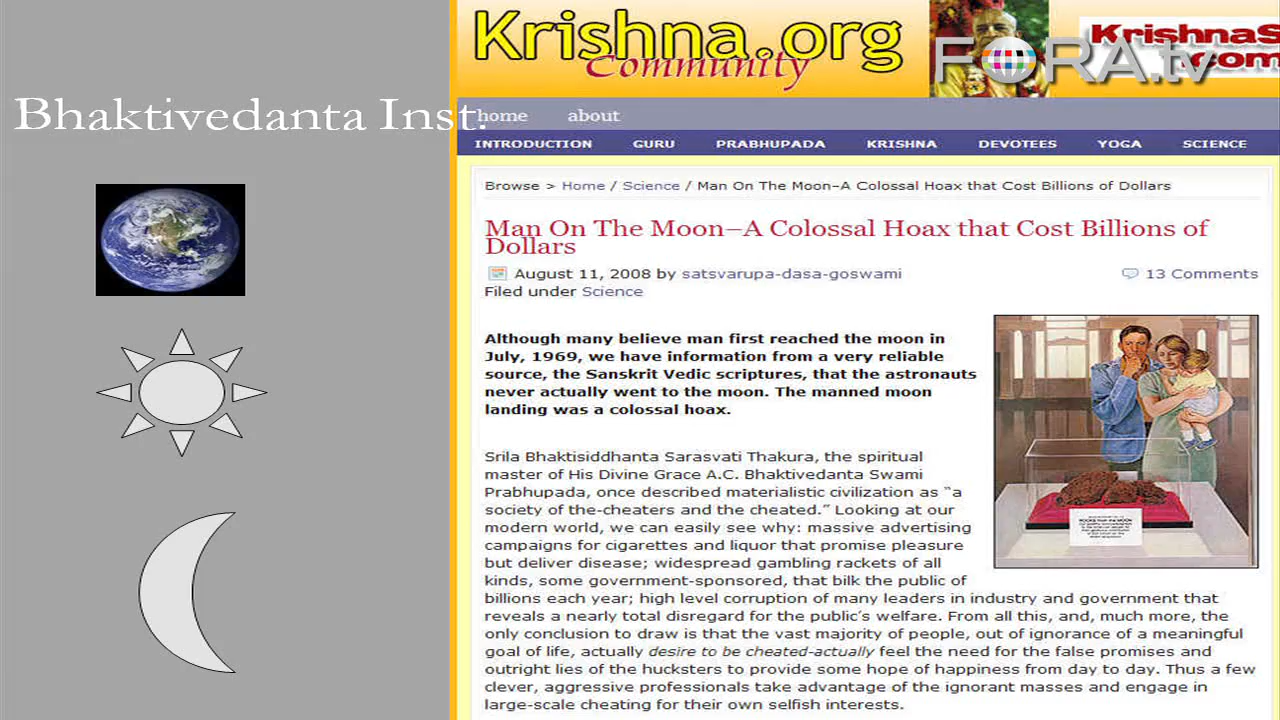 Krishna.org
Community
KrishnaS
.com
FORA.tv
Bhaktivedanta Inst.
home about
INTRODUCTION GURU PRABHUPADA KRISHNA DEVOTEES YOGA SCIENCE
Browse > Home / Science / Man On The Moon–A Colossal Hoax that Cost Billions of Dollars
Man On The Moon–A Colossal Hoax that Cost Billions of
Dollars
August 11, 2008 by satsvarupa-dasa-goswami 13 Comments
Filed under Science
Although many believe man first reached the moon in
July, 1969, we have information from a very reliable
source, the Sanskrit Vedic scriptures, that the astronauts
never actually went to the moon. The manned moon
landing was a colossal hoax.
Srila Bhaktisiddhanta Sarasvati Thakura, the spiritual
master of His Divine Grace A.C. Bhaktivedanta Swami
Prabhupada, once described materialistic civilization as “a
society of the-cheaters and the cheated.” Looking at our
modern world, we can easily see why: massive advertising
campaigns for cigarettes and liquor that promise pleasure
but deliver disease; widespread gambling rackets of all
kinds, some government-sponsored, that bilk the public of
billions each year; high level corruption of many leaders in industry and government that
reveals a nearly total disregard for the public’s welfare. From all this, and, much more, the
only conclusion to draw is that the vast majority of people, out of ignorance of a meaningful
goal of life, actually desire to be cheated-actually feel the need for the false promises and
outright lies of the hucksters to provide some hope of happiness from day to day. Thus a few
clever, aggressive professionals take advantage of the ignorant masses and engage in
large-scale cheating for their own selfish interests.